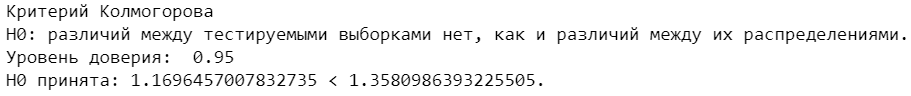 Критерий Колмогорова
H0: различий между тестируемыми выборками нет, как и различий между их распределениями.
Уровень доверия:  0.95
H0 принята: 1.1696457007832735 < 1.3580986393225505.